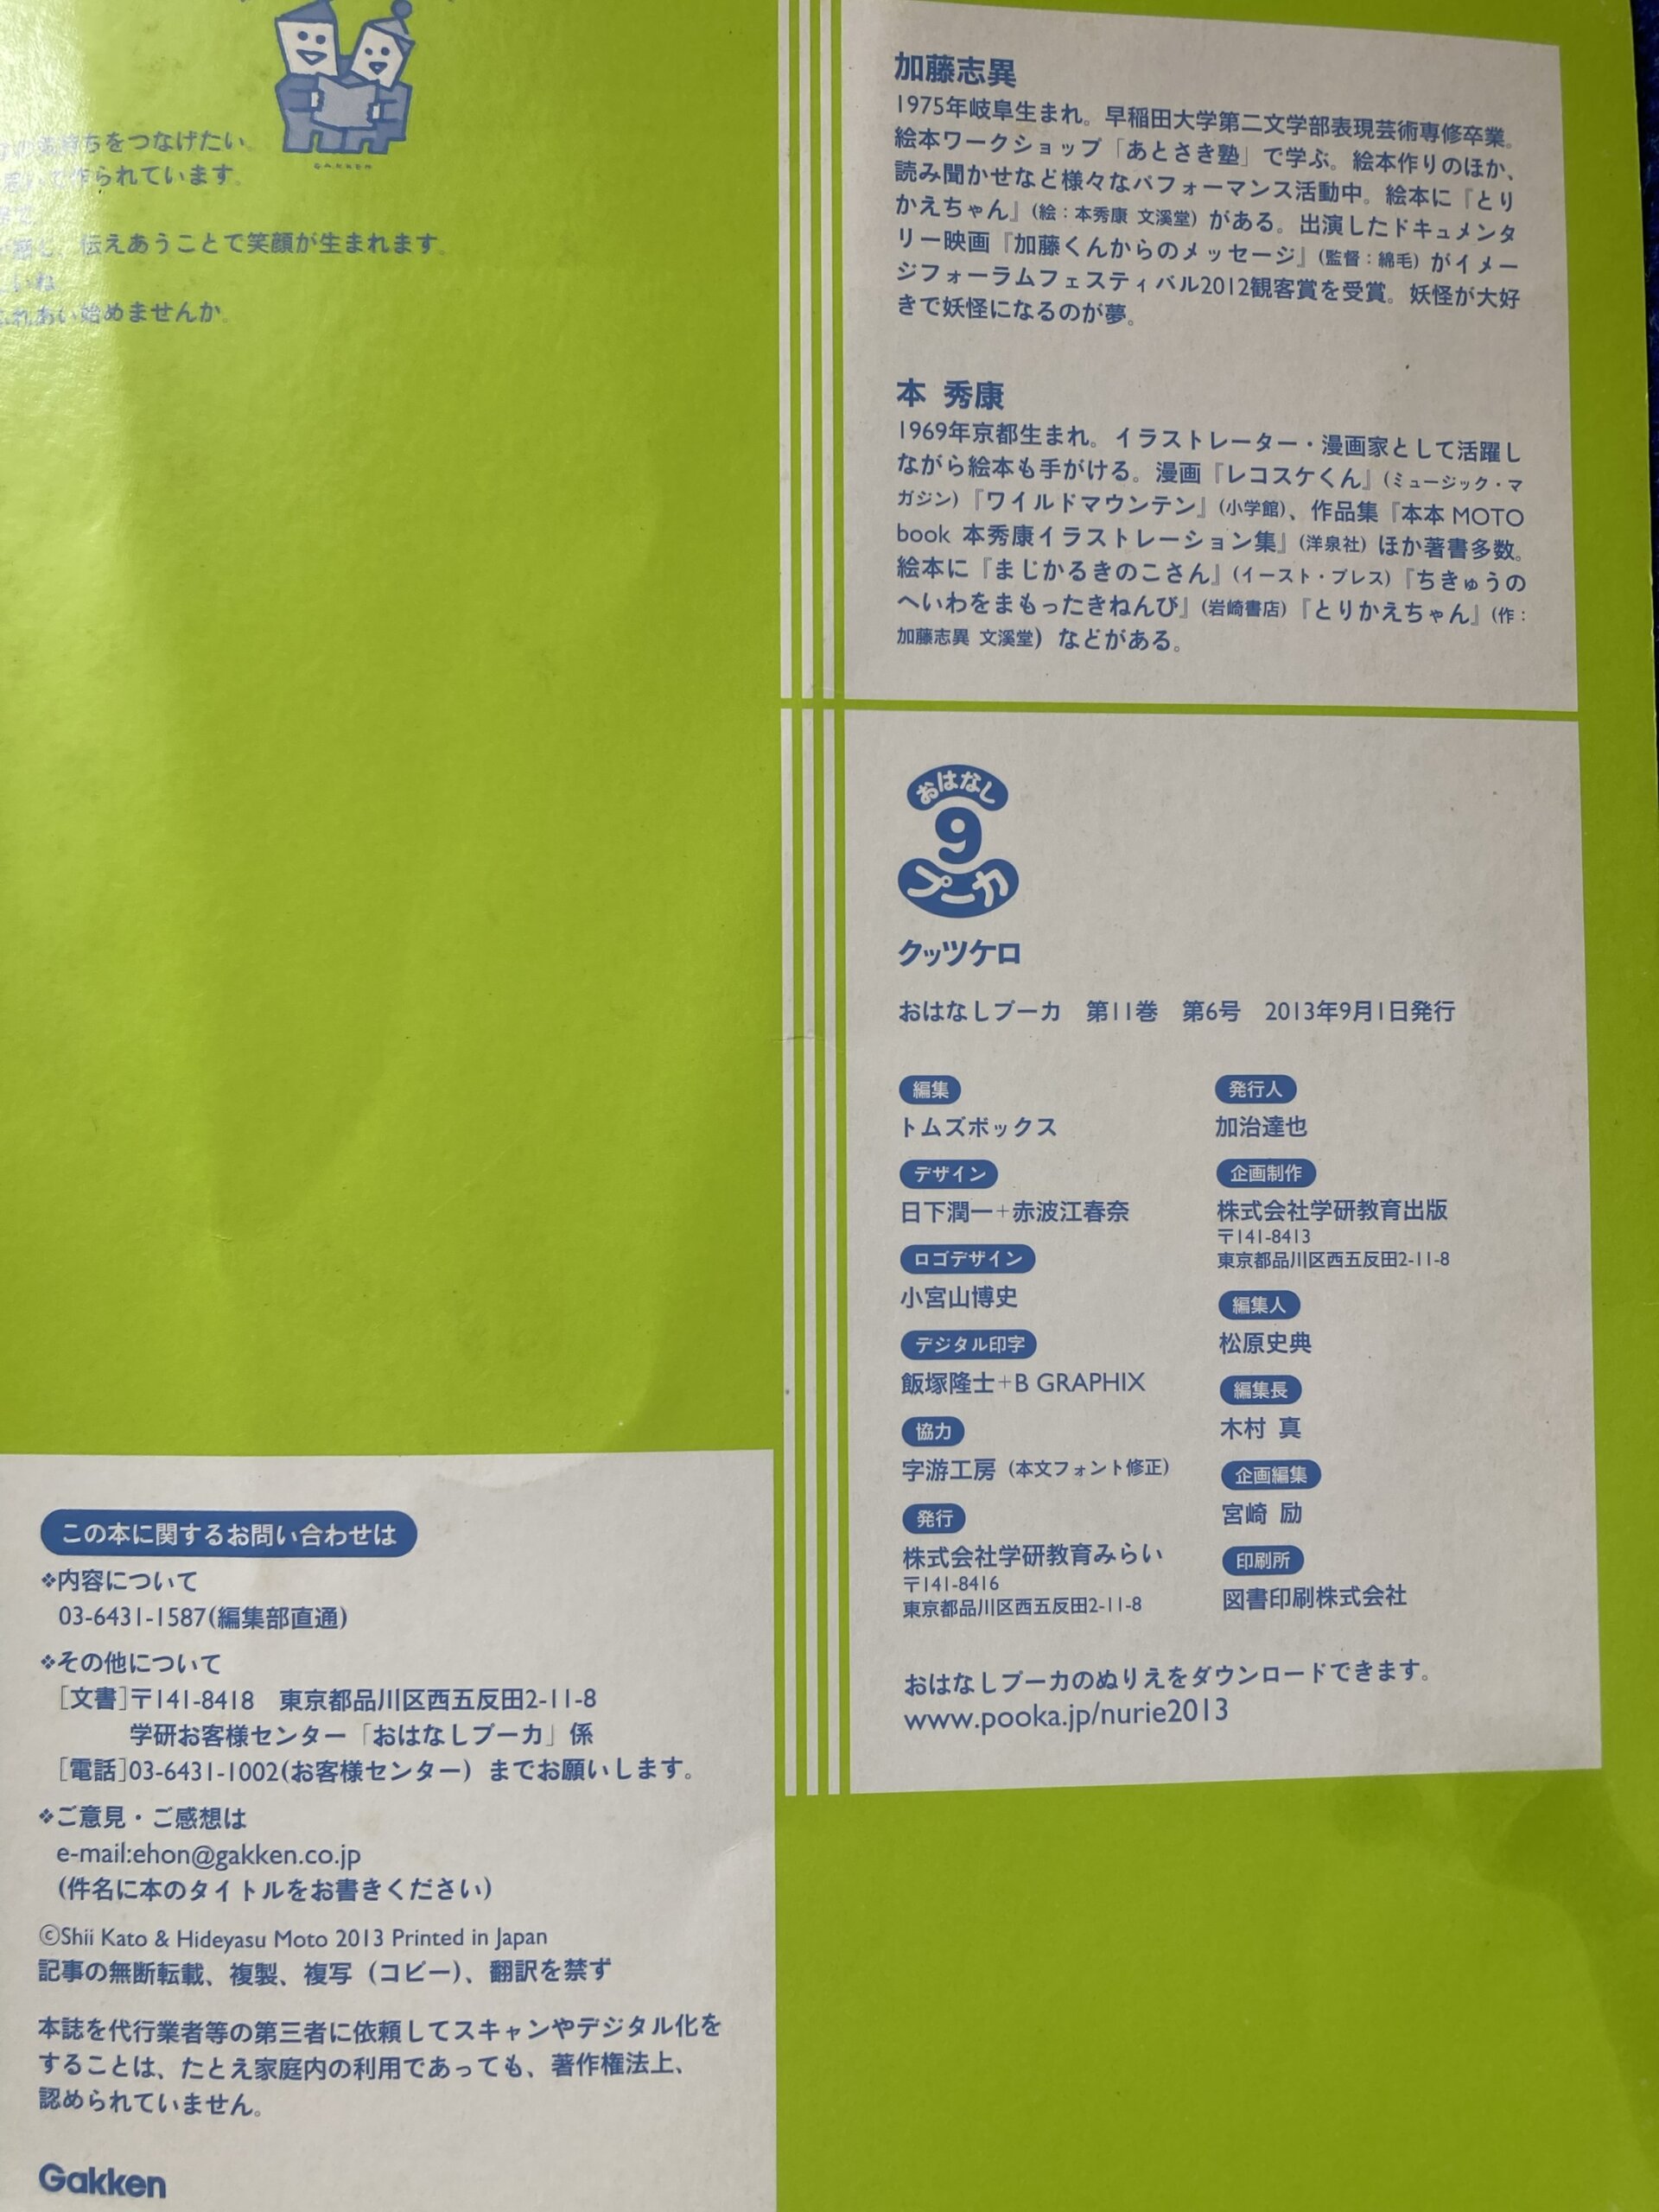 GAKKEN
ちをつなげたい。
られています。
伝えあうことで笑顔が生まれます。
いね
ふれあい始めませんか。
加藤志異
1975年岐阜生まれ。早稲田大学第二文学部表現芸術専修卒業。
絵本ワークショップ「あとさき塾」で学ぶ。絵本作りのほか、
読み聞かせなど様々なパフォーマンス活動中。絵本に『とり
かえちゃん』(絵：本秀康 文溪堂) がある。出演したドキュメンタ
リー映画『加藤くんからのメッセージ』(監督：綿毛) がイメー
ジフォーラムフェスティバル2012観客賞を受賞。妖怪が大好
きで妖怪になるのが夢。
本 秀康
1969年京都生まれ。イラストレーター・漫画家として活躍し
ながら絵本も手がける。漫画『レコスケくん』(ミュージック・マ
ガジン)『ワイルドマウンテン』(小学館)、作品集『本本 MOTO
book 本秀康イラストレーション集』(洋泉社) ほか著書多数。
絵本に『まじかるきのこさん』(イースト・プレス)『ちきゅうの
へいわをまもったきねんび』(岩崎書店)『とりかえちゃん』(作：
加藤志異 文溪堂) などがある。
おはなし
9
プーカ
クッツケロ
おはなしプーカ 第11巻 第6号 2013年9月1日発行
編集
トムズボックス
デザイン
日下潤一+赤波江春奈
ロゴデザイン
小宮山博史
デジタル印字
飯塚隆士+B GRAPHIX
協力
字游工房 (本文フォント修正)
発行
株式会社学研教育みらい
〒141-8416
東京都品川区西五反田2-11-8
発行人
加治達也
企画制作
株式会社学研教育出版
〒141-8413
東京都品川区西五反田2-11-8
編集人
松原史典
編集長
木村 真
企画編集
宮崎 励
印刷所
図書印刷株式会社
おはなしプーカのぬりえをダウンロードできます。
www.pooka.jp/nurie2013
この本に関するお問い合わせは
❖内容について
03-6431-1587(編集部直通)
❖その他について
[文書]〒141-8418 東京都品川区西五反田2-11-8
学研お客様センター「おはなしプーカ」係
[電話]03-6431-1002(お客様センター) までお願いします。
❖ご意見・ご感想は
e-mail:ehon@gakken.co.jp
(件名に本のタイトルをお書きください)
©Shii Kato & Hideyasu Moto 2013 Printed in Japan
記事の無断転載、複製、複写 (コピー)、翻訳を禁ず
本誌を代行業者等の第三者に依頼してスキャンやデジタル化を
することは、たとえ家庭内の利用であっても、著作権法上、
認められていません。
Gakken